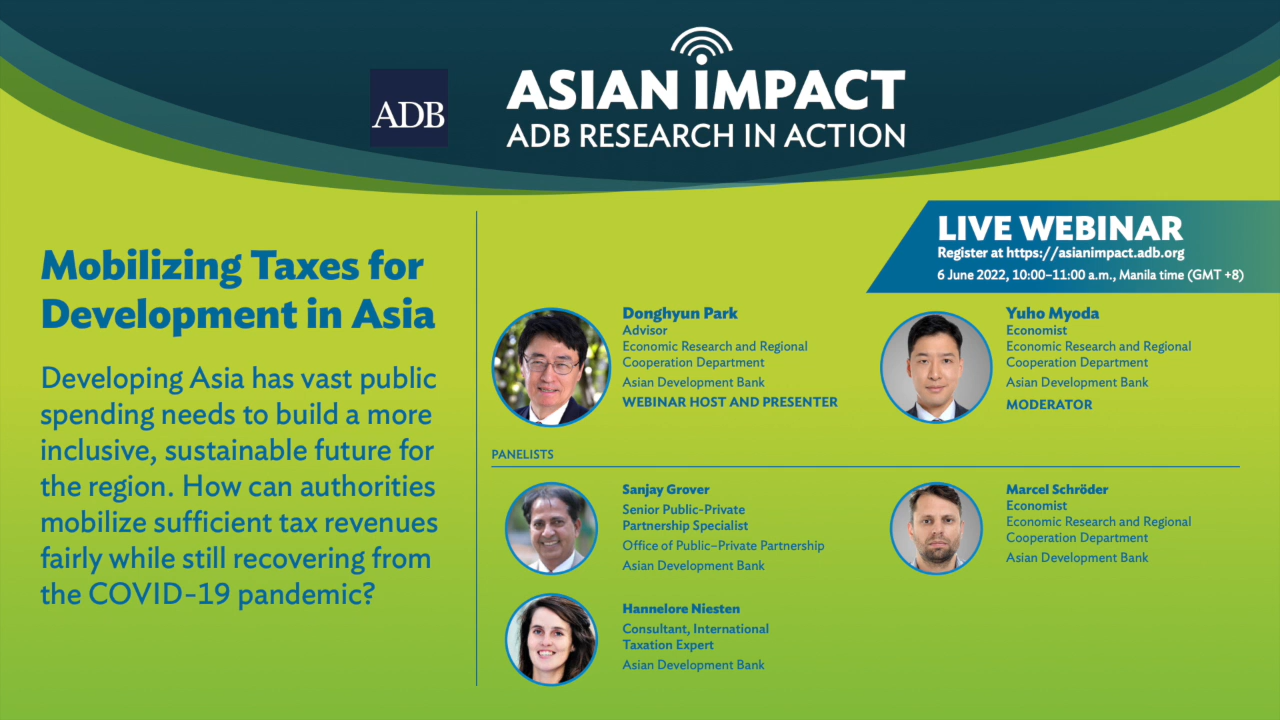 ADB
ASIAN IMPACT
ADB RESEARCH IN ACTION
LIVE WEBINAR
Register at https://asianimpact.adb.org
6 June 2022, 10:00–11:00 a.m., Manila time (GMT +8)
Mobilizing Taxes for
Development in Asia
Developing Asia has vast public
spending needs to build a more
inclusive, sustainable future for
the region. How can authorities
mobilize sufficient tax revenues
fairly while still recovering from
the COVID-19 pandemic?
Donghyun Park
Advisor
Economic Research and Regional
Cooperation Department
Asian Development Bank
WEBINAR HOST AND PRESENTER
Yuho Myoda
Economist
Economic Research and Regional
Cooperation Department
Asian Development Bank
MODERATOR
PANELISTS
Sanjay Grover
Senior Public-Private
Partnership Specialist
Office of Public–Private Partnership
Asian Development Bank
Marcel Schröder
Economist
Economic Research and Regional
Cooperation Department
Asian Development Bank
Hannelore Niesten
Consultant, International
Taxation Expert
Asian Development Bank